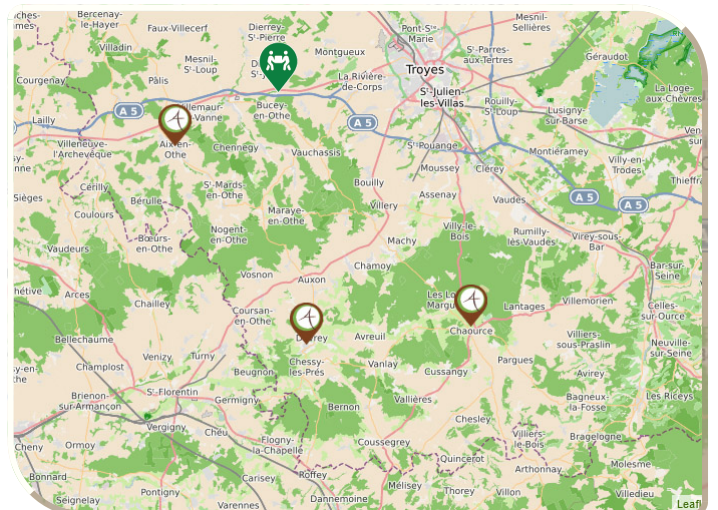 Bercenay-
le-Hayer
Faux-Villecerf
Dierrey-
Sᵗ-Pierre
Pont-Sᵗᵉ-
Marie
Mesnil-
Sellières
Villadin
Mesnil-
Sᵗ-Loup
Montgueux
Sᵗ-Parres-
aux-Tertres
Géraudot
Courgenay
Pâlis
La Rivière-
de-Corps
Troyes
Sᵗ-Julien-
les-Villas
La Loge-
aux-Chèvres
Lailly
A 5
Bucey-
en-Othe
A 5
Rouilly-
Sᵗ-Loup
Lusigny-
sur-Barse
Villeneuve-
l'Archevêque
Aix-en-
Othe
Chennegy
Vauchassy
Sᵗ-Pouange
Montiéramey
Moussey
Clérey
Villy-en-
Trodes
Cérilly
Sᵗ-Mards-
en-Othe
Bouilly
Thieffra
Sièges
Bérulle
Assenay
Vaudes
A 5
A 5
Coulours
Maraye-
en-Othe
Villery
Nogent-
en-Othe
Villy-le-
Bois
Rumilly-
lès-Vaudes
Virey-sous-
Bar
Vaudeurs
Bœurs-
en-Othe
Machy
Vosnon
Chamoy
Bar-sur-
Seine
Arces
Auxon
Chailley
Coursan-
en-Othe
Lantages
Villemorien
Celles-
sur-Ource
Bellechaume
Avreuil
Chaource
Villiers-
sous-Praslin
Neuville-
sur-Seine
Venizy
Turny
Chessy-
les-Prés
Vanlay
Pargues
Champlost
Beugnon
Cussangy
Avirey
Brienon-
sur-Armançon
Sᵗ-Florentin
Germigny
Bernon
Vallières
Bagneux-
la-Fosse
Les Riceys
Vergigny
Chéu
Chesley
Cheny
Ormoy
Flogny-
la-Chapelle
Coussegrey
Villiers-
le-Bois
Bragelogne
Quincerot
Bonnard
Carisey
Roffey
Arthonnay
Molesme
Seignelay
Pontigny
Varennes
Dannemoine
Mélisey
Thorey
Villon
Villedieu
Leafl